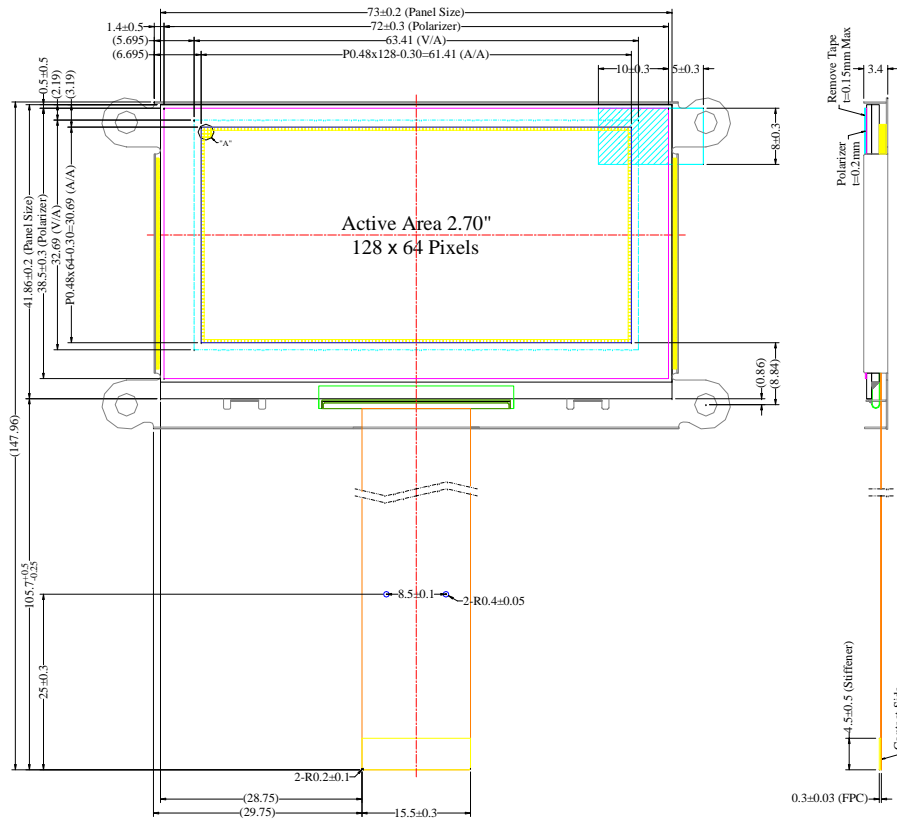 73±0.2 (Panel Size)
1.4±0.5
72±0.3 (Polarizer)
(5.695)
63.41 (V/A)
(6.695)
P0.48x128-0.30=61.41 (A/A)
10±0.3
5±0.3
3.4
Remove Tape
t=0.15mm Max
Polarizer
t=0.2mm
0.5±0.5
(2.19)
(3.19)
8±0.3
"A"
Active Area 2.70"
128 x 64 Pixels
(147.96)
41.86±0.2 (Panel Size)
38.5±0.3 (Polarizer)
32.69 (V/A)
P0.48x64-0.30=30.69 (A/A)
(0.86)
(8.84)
105.7+0.5-0.25
8.5±0.1
2-R0.4±0.05
25±0.3
4.5±0.5 (Stiffener)
2-R0.2±0.1
(28.75)
(29.75)
15.5±0.3
0.3±0.03 (FPC)